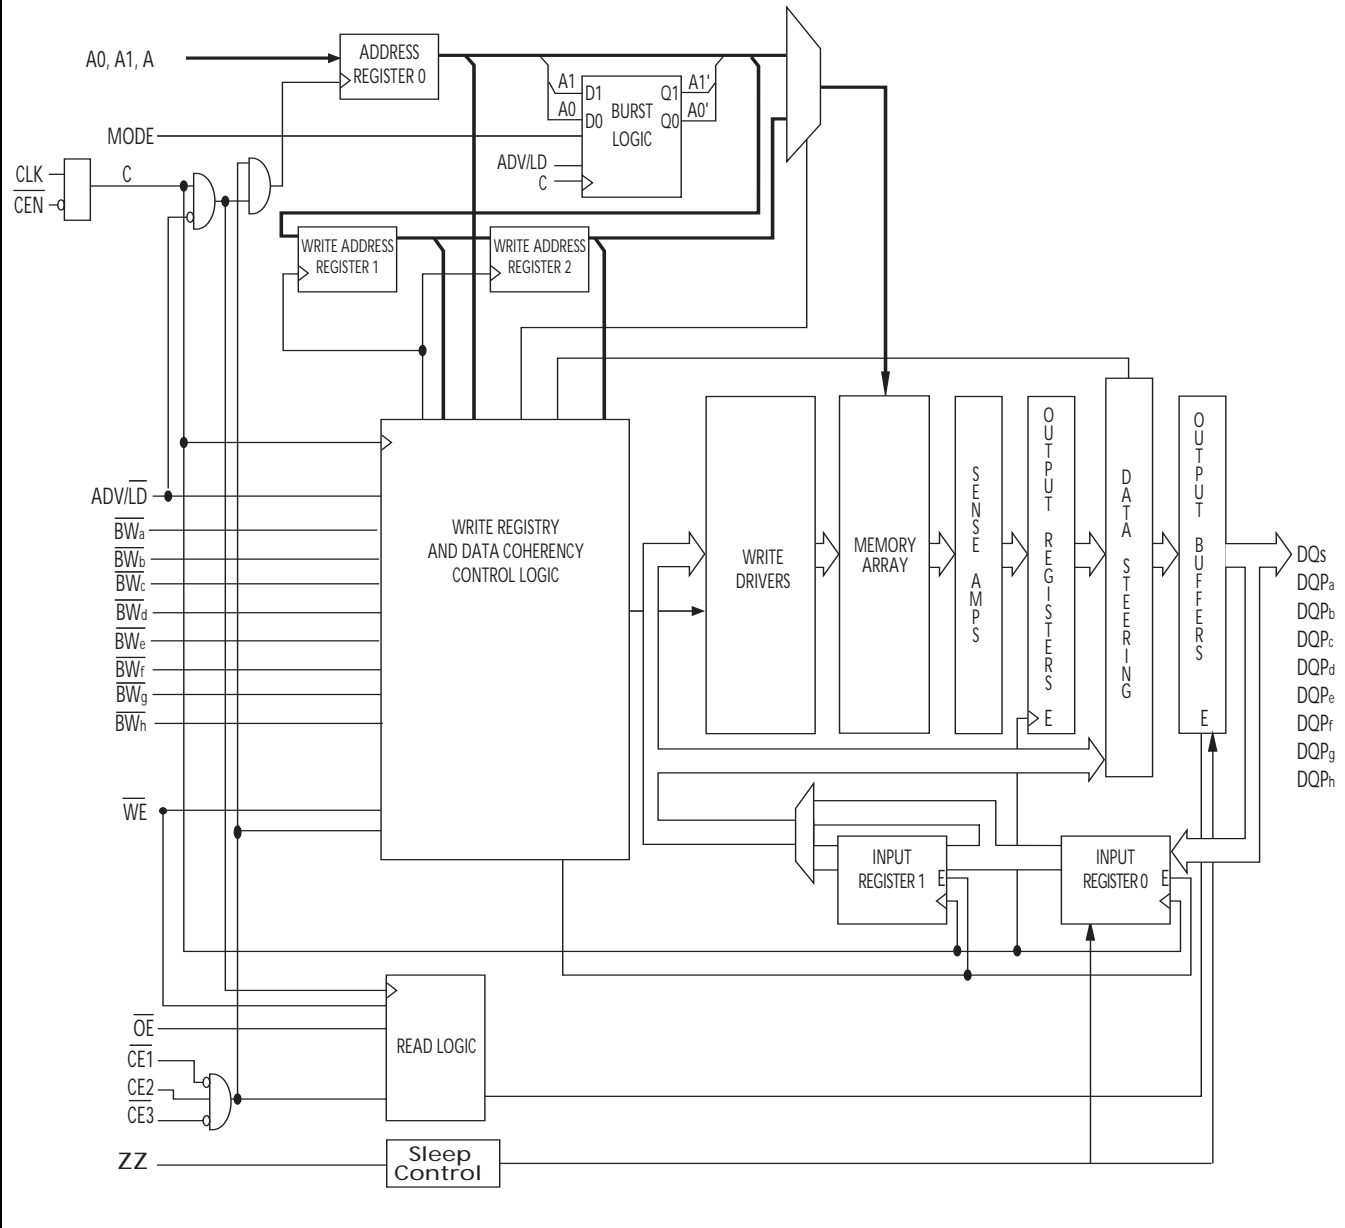 A0, A1, A
ADDRESS
REGISTER 0
A1
A0
D1
D0
BURST
LOGIC
Q1
Q0
A1'
A0'
MODE
ADV/LD
C
CLK
C
CEN
WRITE ADDRESS
REGISTER 1
WRITE ADDRESS
REGISTER 2
ADV/LD
BWa
BWb
BWc
BWd
BWe
BWf
BWg
BWh
WE
WRITE REGISTRY
AND DATA COHERENCY
CONTROL LOGIC
WRITE
DRIVERS
MEMORY
ARRAY
SENSE AMPS
OUTPUT REGISTERS
E
DATA STEERING
OUTPUT BUFFERS
E
DQs
DQPa
DQPb
DQPc
DQPd
DQPe
DQPf
DQPg
DQPh
INPUT
REGISTER 1
E
INPUT
REGISTER 0
E
OE
CE1
CE2
CE3
READ LOGIC
ZZ
Sleep
Control